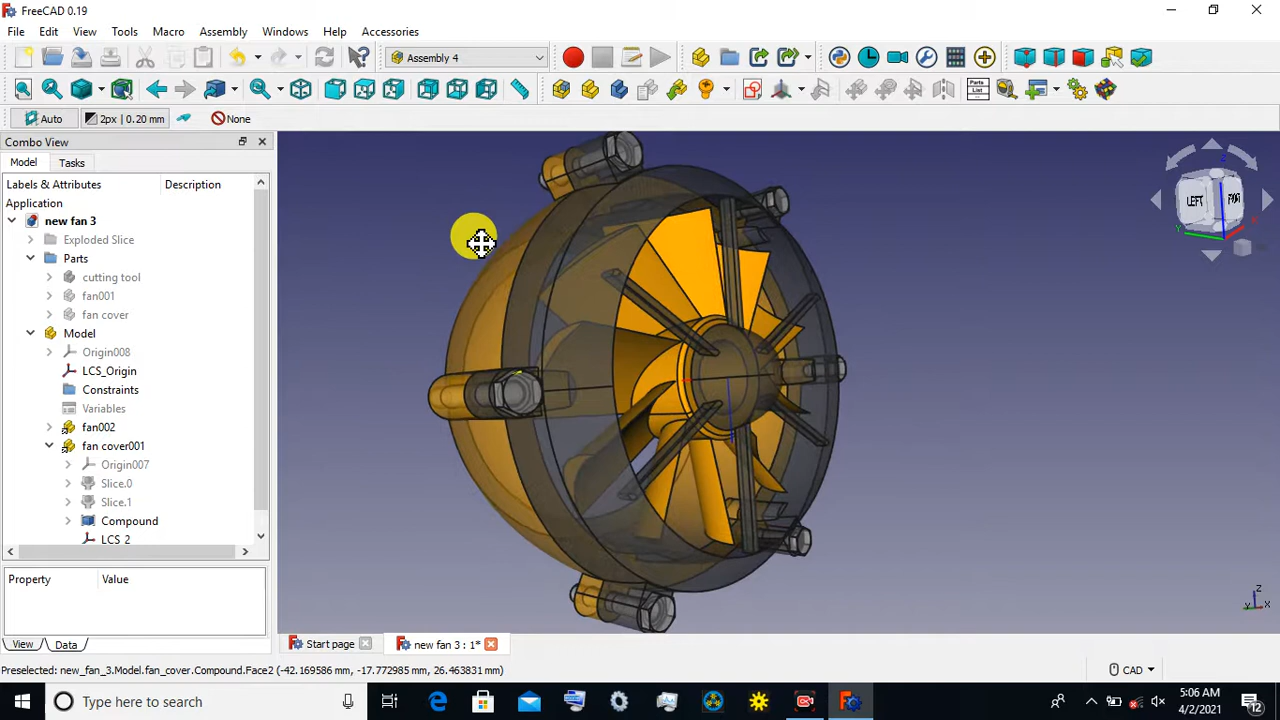 FreeCAD 0.19
File Edit View Tools Macro Assembly Windows Help Accessories
Assembly 4
Parts List
Auto 2px | 0.20 mm None
Combo View
Model Tasks
Labels & Attributes Description
Application
new fan 3
Exploded Slice
Parts
cutting tool
fan001
fan cover
Model
Origin008
LCS_Origin
Constraints
Variables
fan002
fan cover001
Origin007
Slice.0
Slice.1
Compound
LCS_2
Property Value
View Data
Start page new fan 3 : 1*
Preselected: new_fan_3.Model.fan_cover.Compound.Face2 (-42.169586 mm, -17.772985 mm, 26.463831 mm) CAD
LEFT
Z
Y
X
Z
Y X
Type here to search
5:06 AM
4/2/2021
12